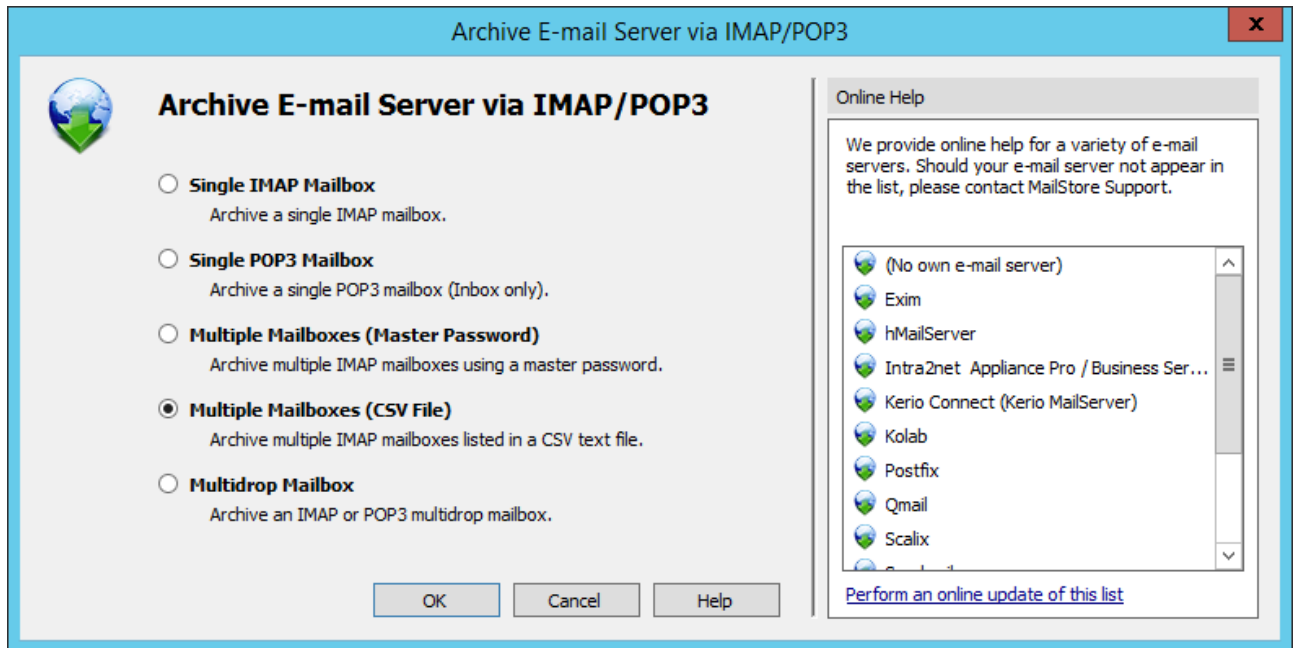 Archive E-mail Server via IMAP/POP3
x
Archive E-mail Server via IMAP/POP3
Single IMAP Mailbox
Archive a single IMAP mailbox.
Single POP3 Mailbox
Archive a single POP3 mailbox (Inbox only).
Multiple Mailboxes (Master Password)
Archive multiple IMAP mailboxes using a master password.
Multiple Mailboxes (CSV File)
Archive multiple IMAP mailboxes listed in a CSV text file.
Multidrop Mailbox
Archive an IMAP or POP3 multidrop mailbox.
OK Cancel Help
Online Help
We provide online help for a variety of e-mail
servers. Should your e-mail server not appear in
the list, please contact MailStore Support.
(No own e-mail server)
Exim
hMailServer
Intra2net Appliance Pro / Business Ser...
Kerio Connect (Kerio MailServer)
Kolab
Postfix
Qmail
Scalix
Perform an online update of this list